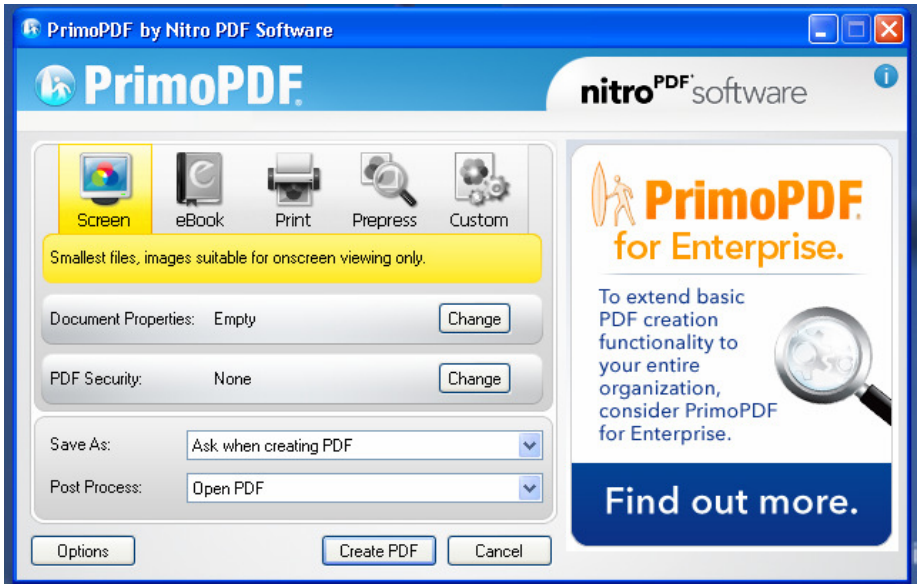 PrimoPDF by Nitro PDF Software
PrimoPDF
nitroPDF software
i
Screen
eBook
Print
Prepress
Custom
Smallest files, images suitable for onscreen viewing only.
Document Properties: Empty
Change
PDF Security: None
Change
Save As: Ask when creating PDF
Post Process: Open PDF
Options
Create PDF
Cancel
PrimoPDF
for Enterprise.
To extend basic
PDF creation
functionality to
your entire
organization,
consider PrimoPDF
for Enterprise.
Find out more.